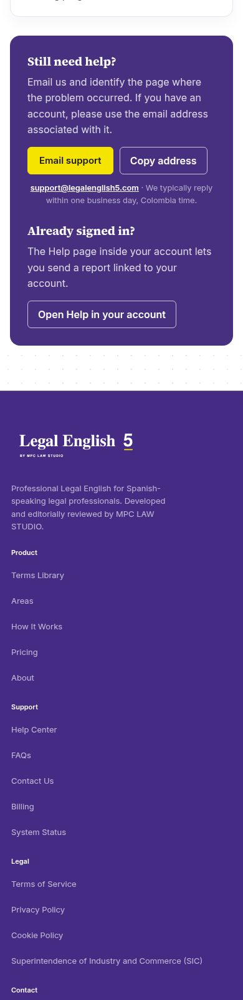 Still need help?
Email us and identify the page where
the problem occurred. If you have an
account, please use the email address
associated with it.
Email support
Copy address
support@legalenglish5.com · We typically reply
within one business day, Colombia time.
Already signed in?
The Help page inside your account lets
you send a report linked to your
account.
Open Help in your account
Legal English 5
BY MPC LAW STUDIO
Professional Legal English for Spanish-
speaking legal professionals. Developed
and editorially reviewed by MPC LAW
STUDIO.
Product
Terms Library
Areas
How It Works
Pricing
About
Support
Help Center
FAQs
Contact Us
Billing
System Status
Legal
Terms of Service
Privacy Policy
Cookie Policy
Superintendence of Industry and Commerce (SIC)
Contact